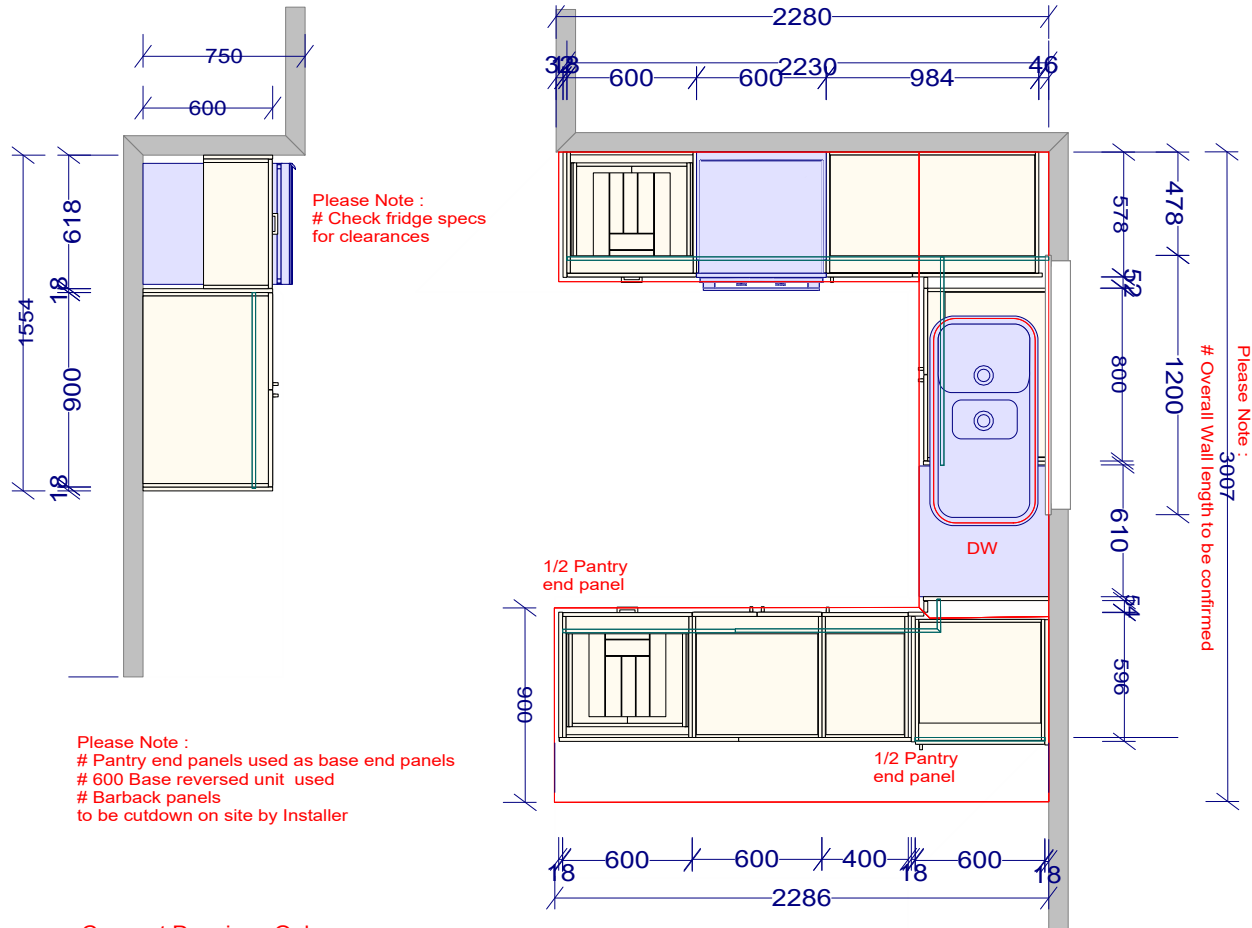 2280
750
32
18
2230
46
600
600
984
600
Please Note :
# Check fridge specs
for clearances
618
18
1554
900
18
578
478
52
800
1200
Please Note :
# Overall Wall length to be confirmed
3007
610
DW
54
596
1/2 Pantry
end panel
900
1/2 Pantry
end panel
Please Note :
# Pantry end panels used as base end panels
# 600 Base reversed unit used
# Barback panels
to be cutdown on site by Installer
600
600
400
600
18
18
18
2286